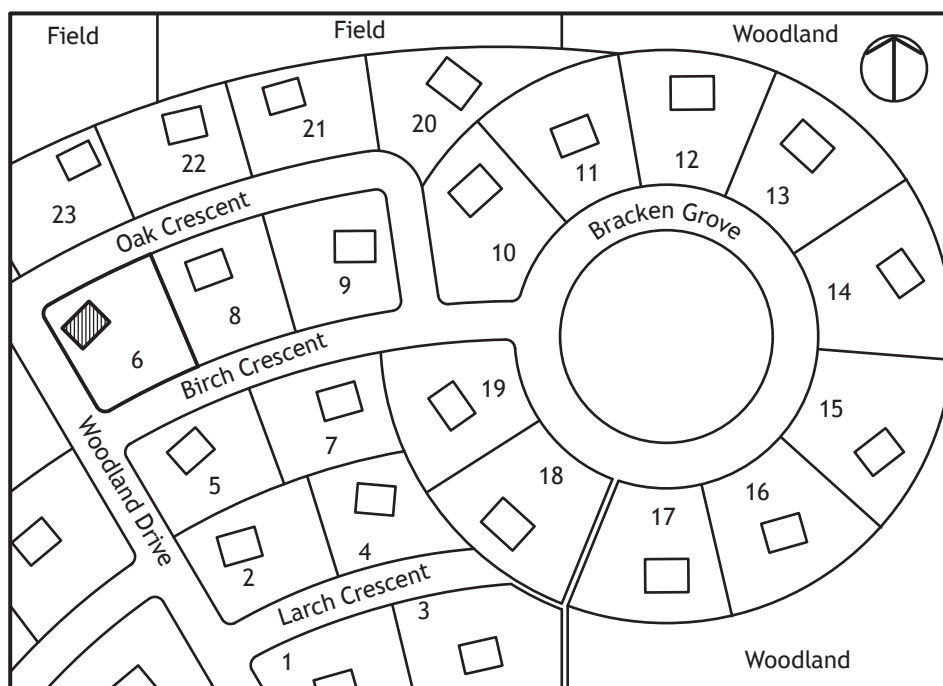 Field
Field
Woodland
23
22
21
20
11
12
13
14
10
Oak Crescent
Bracken Grove
6
8
9
Birch Crescent
Woodland Drive
5
7
19
18
15
16
17
2
4
Larch Crescent
1
3
Woodland